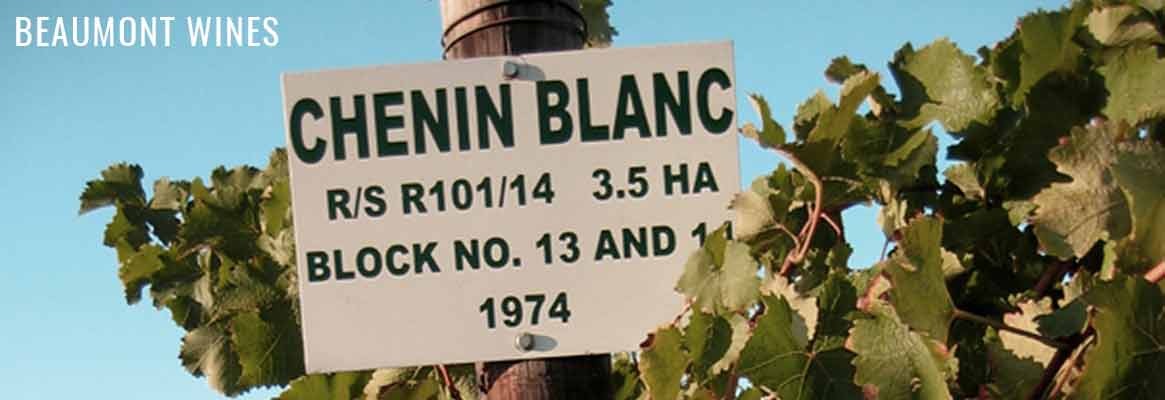 BEAUMONT WINES
CHENIN BLANC
R/S R101/14 3.5 HA
BLOCK NO. 13 AND
1974